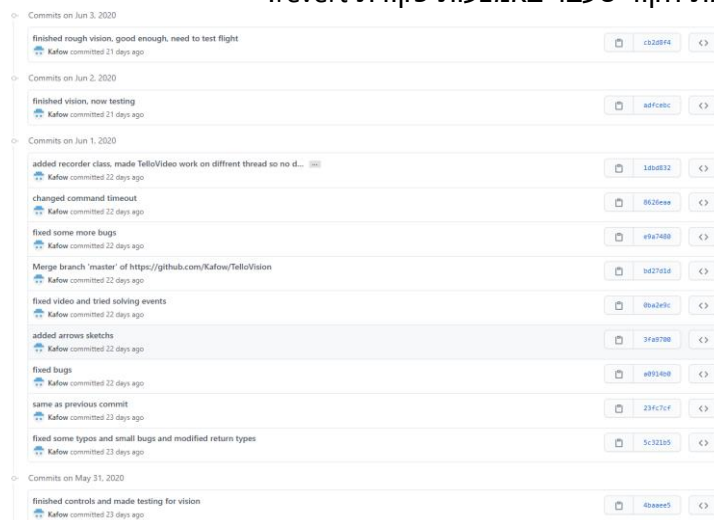 Commits on Jun 3, 2020
finished rough vision, good enough, need to test flight
Kafow committed 21 days ago
cb2d8f4
Commits on Jun 2, 2020
finished vision, now testing
Kafow committed 21 days ago
adfcebc
Commits on Jun 1, 2020
added recorder class, made TelloVideo work on diffrent thread so no d... ...
Kafow committed 22 days ago
1dbd832
changed command timeout
Kafow committed 22 days ago
8628eaa
fixed some more bugs
Kafow committed 22 days ago
e9a7480
Merge branch 'master' of https://github.com/Kafow/TelloVision
Kafow committed 22 days ago
bd27d1d
fixed video and tried solving events
Kafow committed 22 days ago
0ba2e9c
added arrows sketchs
Kafow committed 22 days ago
3fa9700
fixed bugs
Kafow committed 22 days ago
a0914b0
same as previous commit
Kafow committed 23 days ago
23fc7cf
fixed some typos and small bugs and modified return types
Kafow committed 23 days ago
5c321b5
Commits on May 31, 2020
finished controls and made testing for vision
Kafow committed 23 days ago
4baaee5